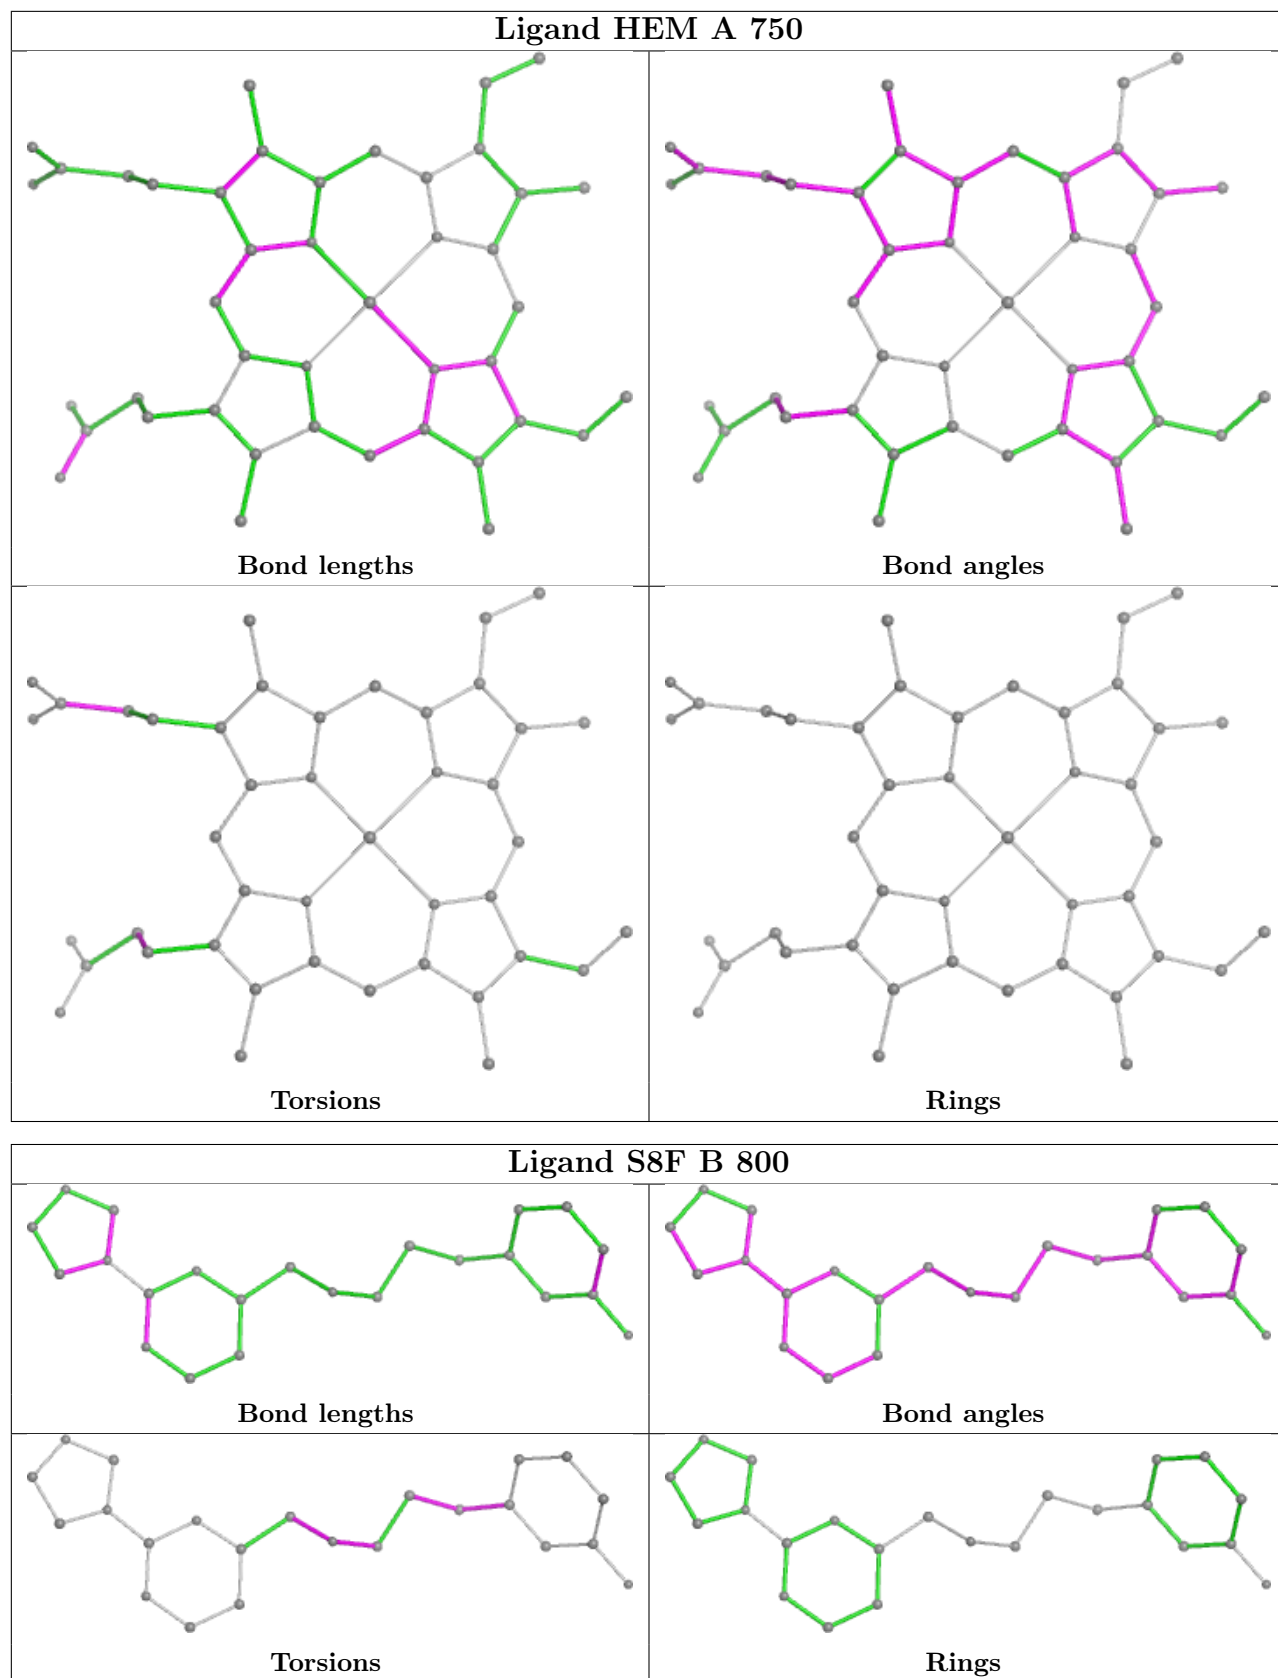 Ligand HEM A 750
Bond lengths
Bond angles
Torsions
Rings
Ligand S8F B 800
Bond lengths
Bond angles
Torsions
Rings